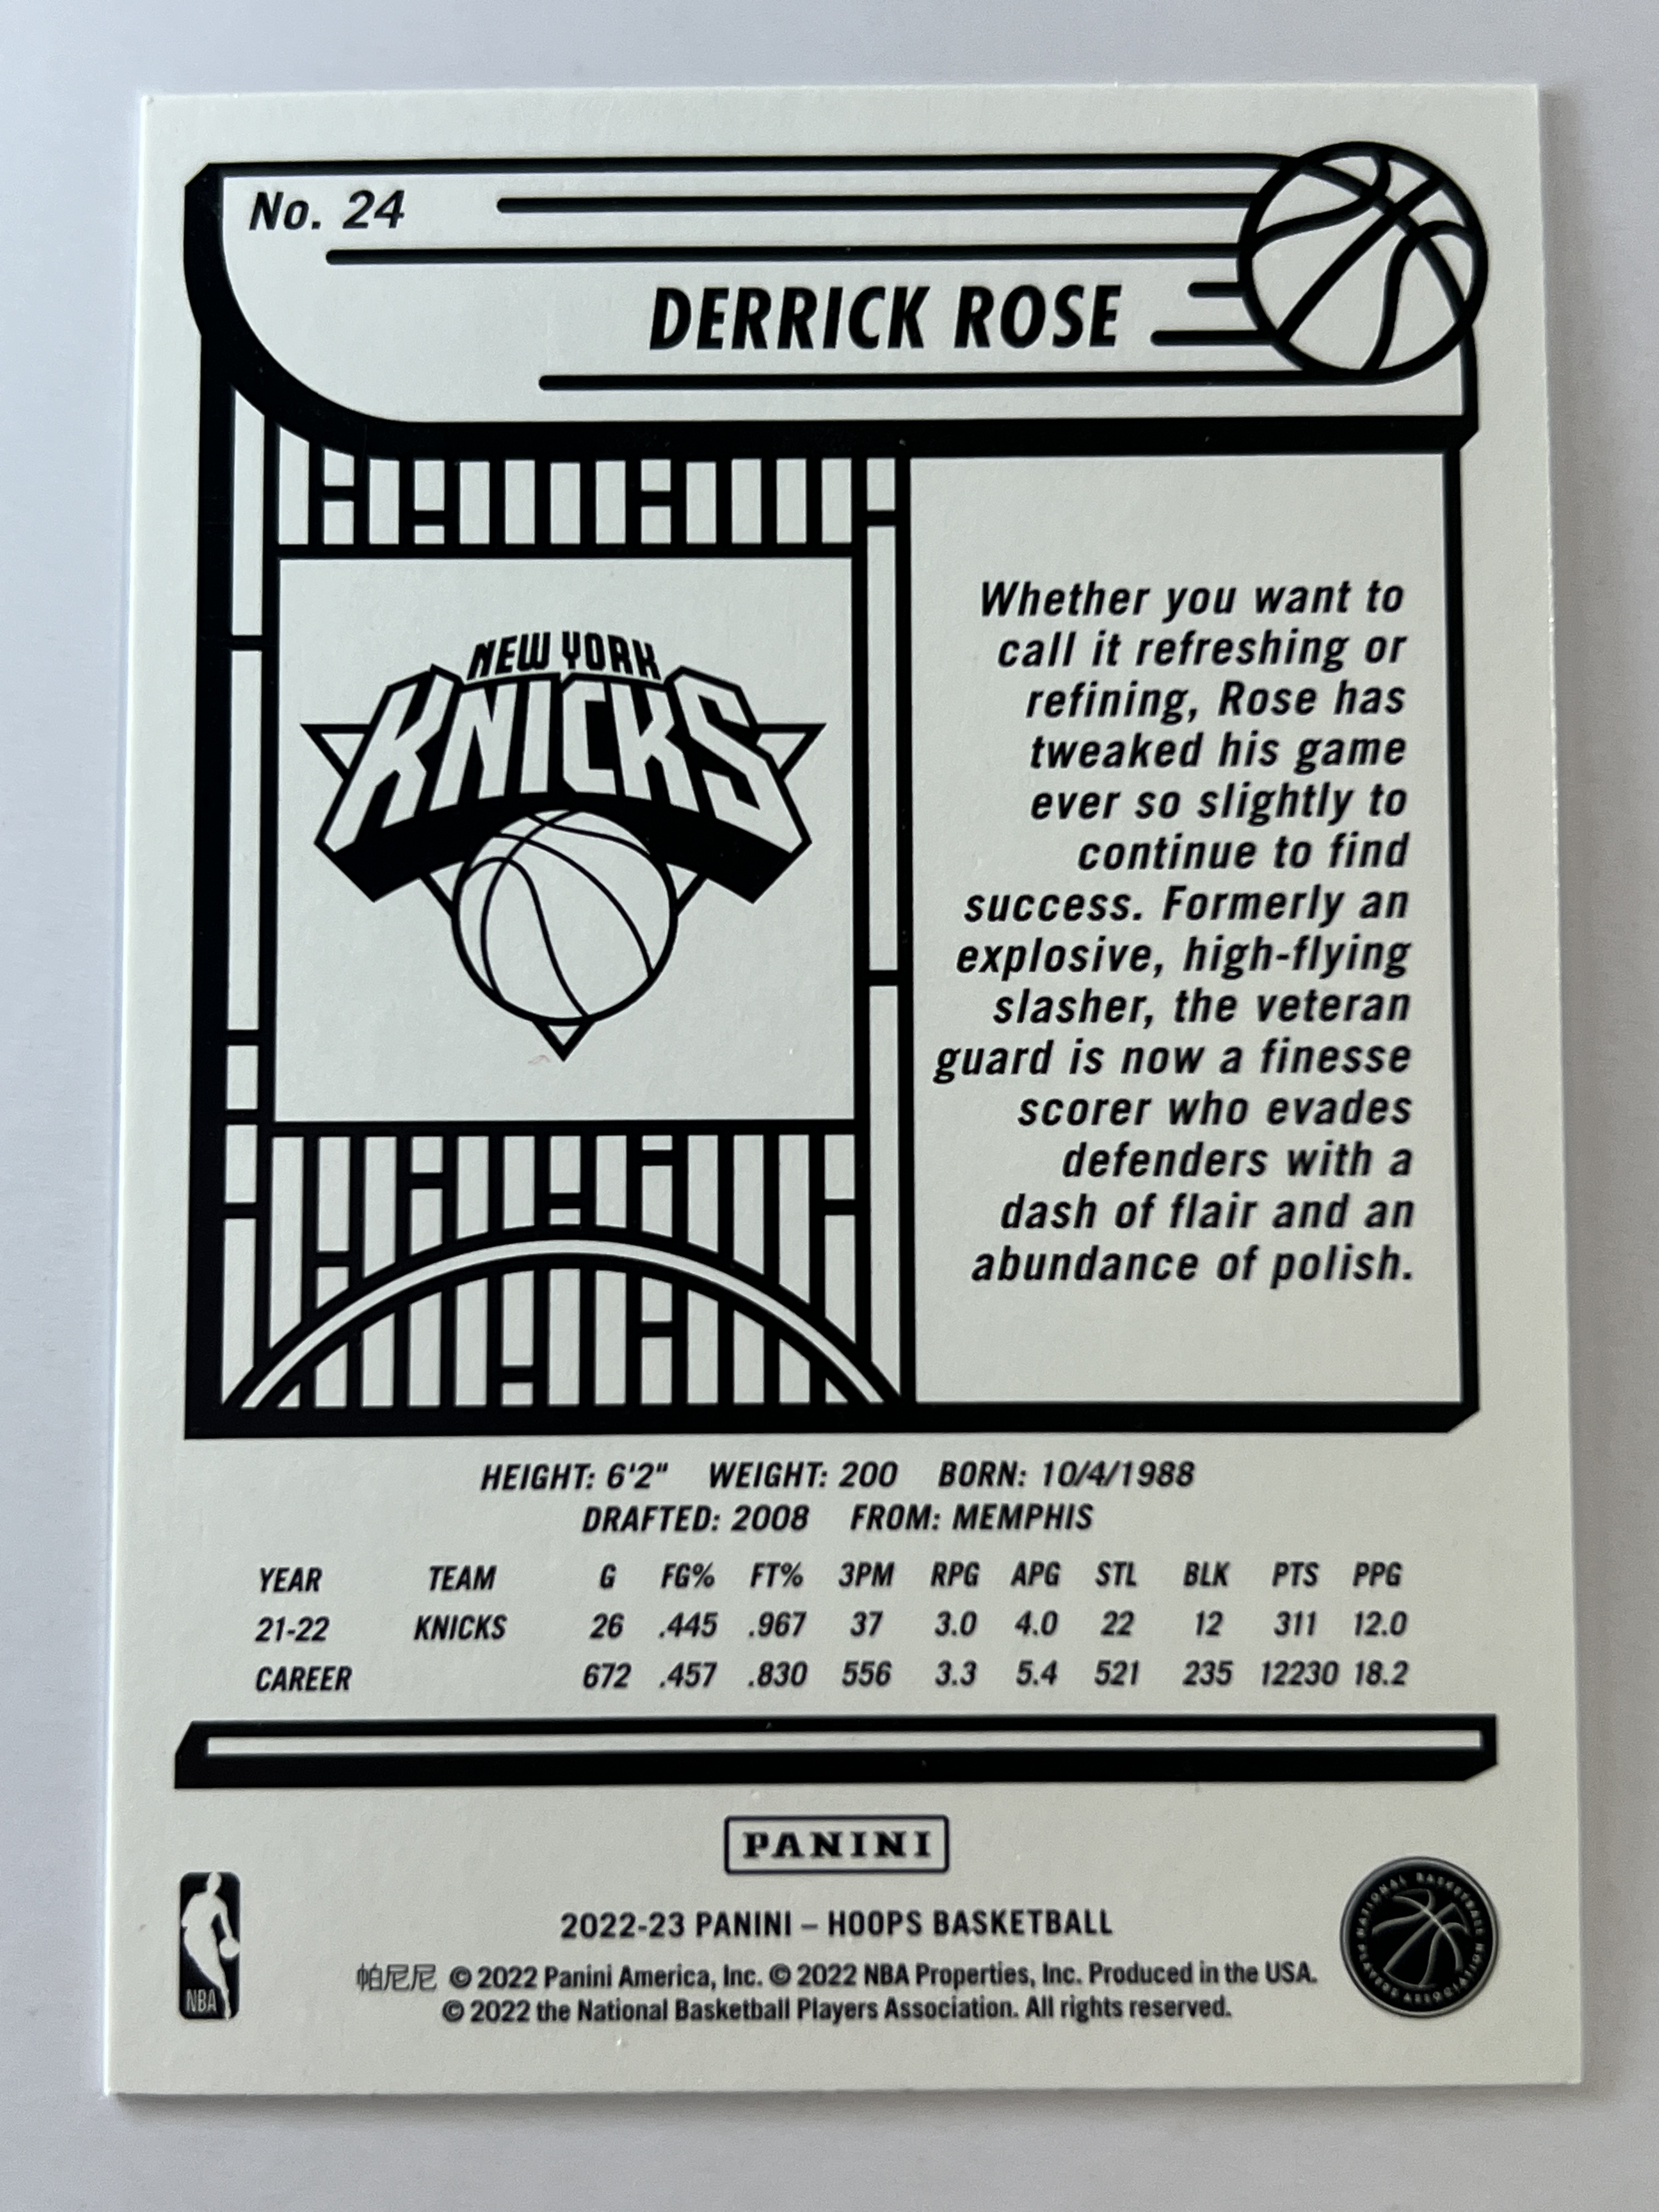 No. 24
DERRICK ROSE
NEW YORK
KNICKS
Whether you want to
call it refreshing or
refining, Rose has
tweaked his game
ever so slightly to
continue to find
success. Formerly an
explosive, high-flying
slasher, the veteran
guard is now a finesse
scorer who evades
defenders with a
dash of flair and an
abundance of polish.
HEIGHT: 6'2" WEIGHT: 200 BORN: 10/4/1988
DRAFTED: 2008 FROM: MEMPHIS
YEAR TEAM G FG% FT% 3PM RPG APG STL BLK PTS PPG
21-22 KNICKS 26 .445 .967 37 3.0 4.0 22 12 311 12.0
CAREER 672 .457 .830 556 3.3 5.4 521 235 12230 18.2
PANINI
2022-23 PANINI – HOOPS BASKETBALL
帕尼尼 © 2022 Panini America, Inc. © 2022 NBA Properties, Inc. Produced in the USA.
© 2022 the National Basketball Players Association. All rights reserved.
NBA
NATIONAL BASKETBALL
PLAYERS ASSOCIATION